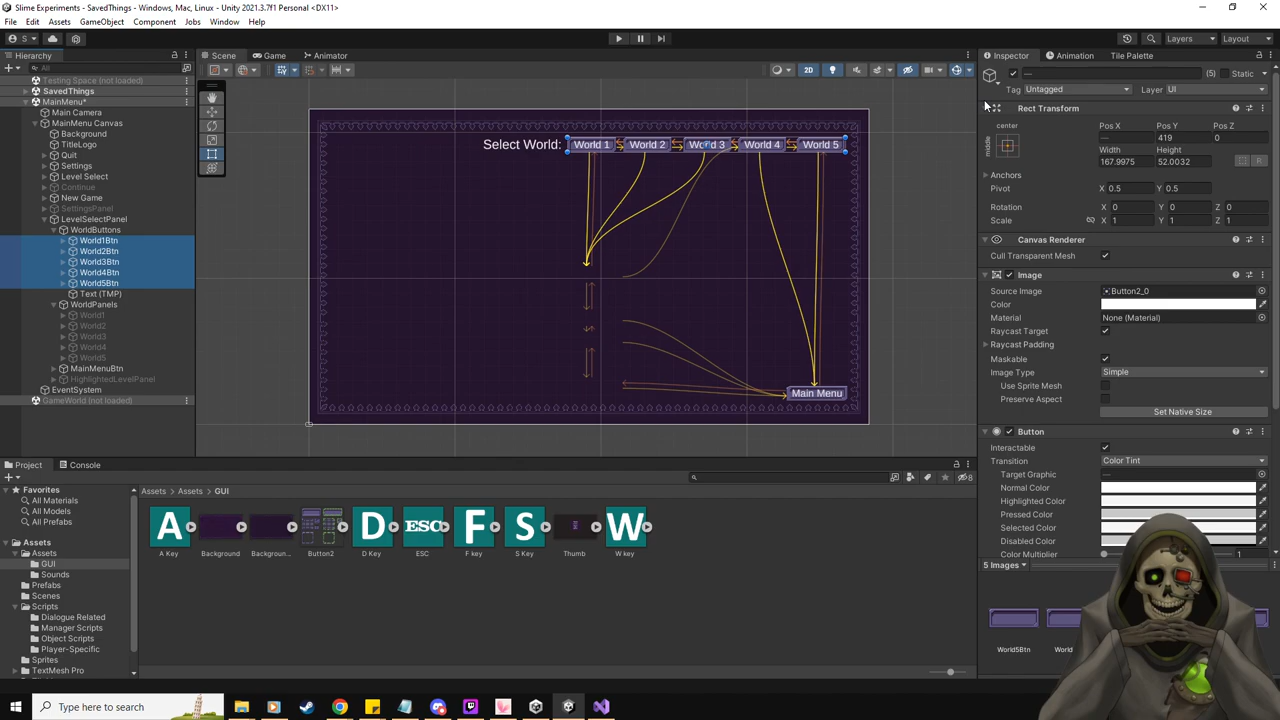 Slime Experiments - SavedThings - Windows, Mac, Linux - Unity 2021.3.7f1 Personal <DX11>
File Edit Assets GameObject Component Jobs Window Help
S Layers Layout
Hierarchy Scene Game Animator Inspector Animation Tile Palette
All
2D
Testing Space (not loaded)
SavedThings
MainMenu*
Main Camera
MainMenu Canvas
Background
TitleLogo
Quit
Settings
Level Select
Continue
New Game
SettingsPanel
LevelSelectPanel
WorldButtons
World1Btn
World2Btn
World3Btn
World4Btn
World5Btn
Text (TMP)
WorldPanels
World1
World2
World3
World4
World5
MainMenuBtn
HighlightedLevelPanel
EventSystem
GameWorld (not loaded)
Select World: World 1 World 2 World 3 World 4 World 5
Main Menu
— (5) Static
Tag Untagged Layer UI
Rect Transform
center Pos X Pos Y Pos Z
middle — 419 0
Width Height
167.9975 52.0032 R
Anchors
Pivot X 0.5 Y 0.5
Rotation X 0 Y 0 Z 0
Scale X 1 Y 1 Z 1
Canvas Renderer
Cull Transparent Mesh
Image
Source Image Button2_0
Color
Material None (Material)
Raycast Target
Raycast Padding
Maskable
Image Type Simple
Use Sprite Mesh
Preserve Aspect
Set Native Size
Button
Interactable
Transition Color Tint
Target Graphic —
Normal Color
Highlighted Color
Pressed Color
Selected Color
Disabled Color
Color Multiplier 1
5 Images
World5Btn World
Project Console
8
Favorites
All Materials
All Models
All Prefabs
Assets
Assets
GUI
Sounds
Prefabs
Scenes
Scripts
Dialogue Related
Manager Scripts
Object Scripts
Player-Specific
Sprites
TextMesh Pro
Assets Assets GUI
A D ESC F S W
A Key Background Backgroun... Button2 D Key ESC F key S Key Thumb W key
Type here to search